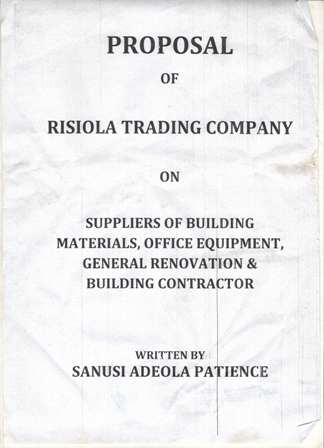 PROPOSAL
OF
RISIOLA TRADING COMPANY
ON
SUPPLIERS OF BUILDING
MATERIALS, OFFICE EQUIPMENT,
GENERAL RENOVATION &
BUILDING CONTRACTOR
WRITTEN BY
SANUSI ADEOLA PATIENCE